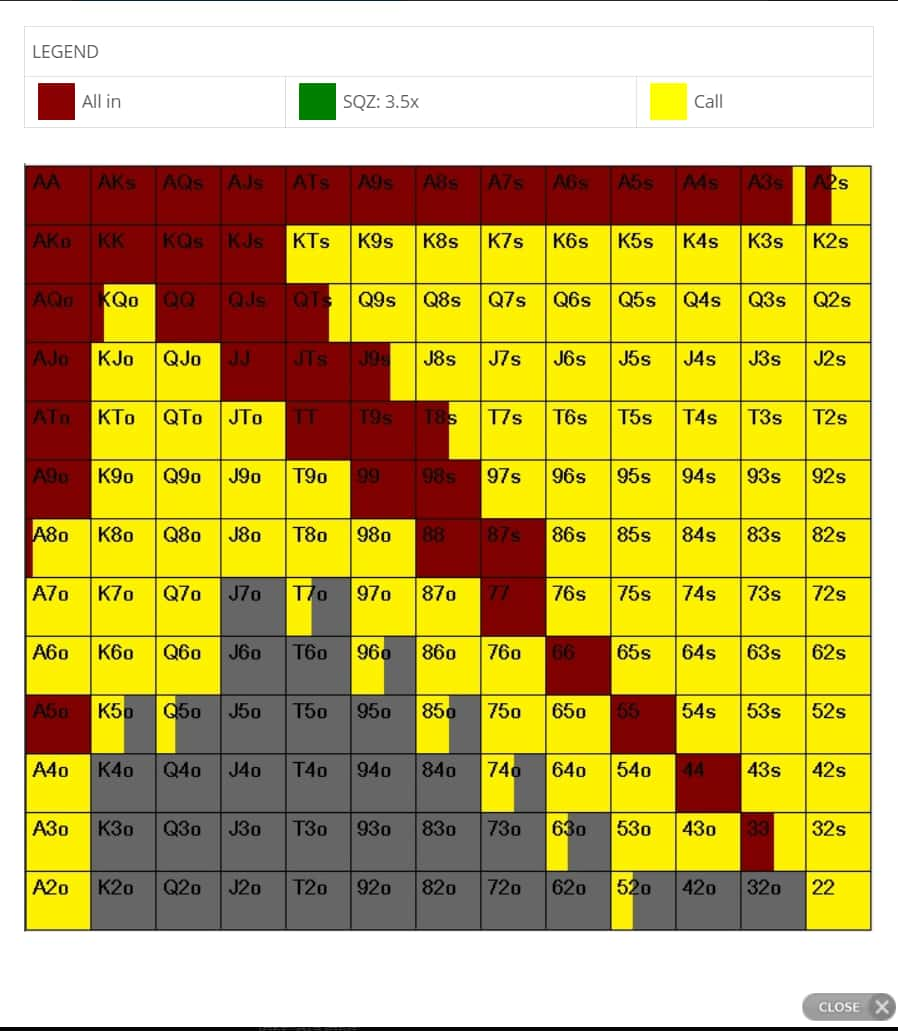 LEGEND
All in SQZ: 3.5x Call
AA AKs AQs AJs ATs A9s A8s A7s A6s A5s A4s A3s A2s
AKo KK KQs KJs KTs K9s K8s K7s K6s K5s K4s K3s K2s
AQo KQo QQ QJs QTs Q9s Q8s Q7s Q6s Q5s Q4s Q3s Q2s
AJo KJo QJo JJ JTs J9s J8s J7s J6s J5s J4s J3s J2s
ATo KTo QTo JTo TT T9s T8s T7s T6s T5s T4s T3s T2s
A9o K9o Q9o J9o T9o 99 98s 97s 96s 95s 94s 93s 92s
A8o K8o Q8o J8o T8o 98o 88 87s 86s 85s 84s 83s 82s
A7o K7o Q7o J7o T7o 97o 87o 77 76s 75s 74s 73s 72s
A6o K6o Q6o J6o T6o 96o 86o 76o 66 65s 64s 63s 62s
A5o K5o Q5o J5o T5o 95o 85o 75o 65o 55 54s 53s 52s
A4o K4o Q4o J4o T4o 94o 84o 74o 64o 54o 44 43s 42s
A3o K3o Q3o J3o T3o 93o 83o 73o 63o 53o 43o 33 32s
A2o K2o Q2o J2o T2o 92o 82o 72o 62o 52o 42o 32o 22
CLOSE